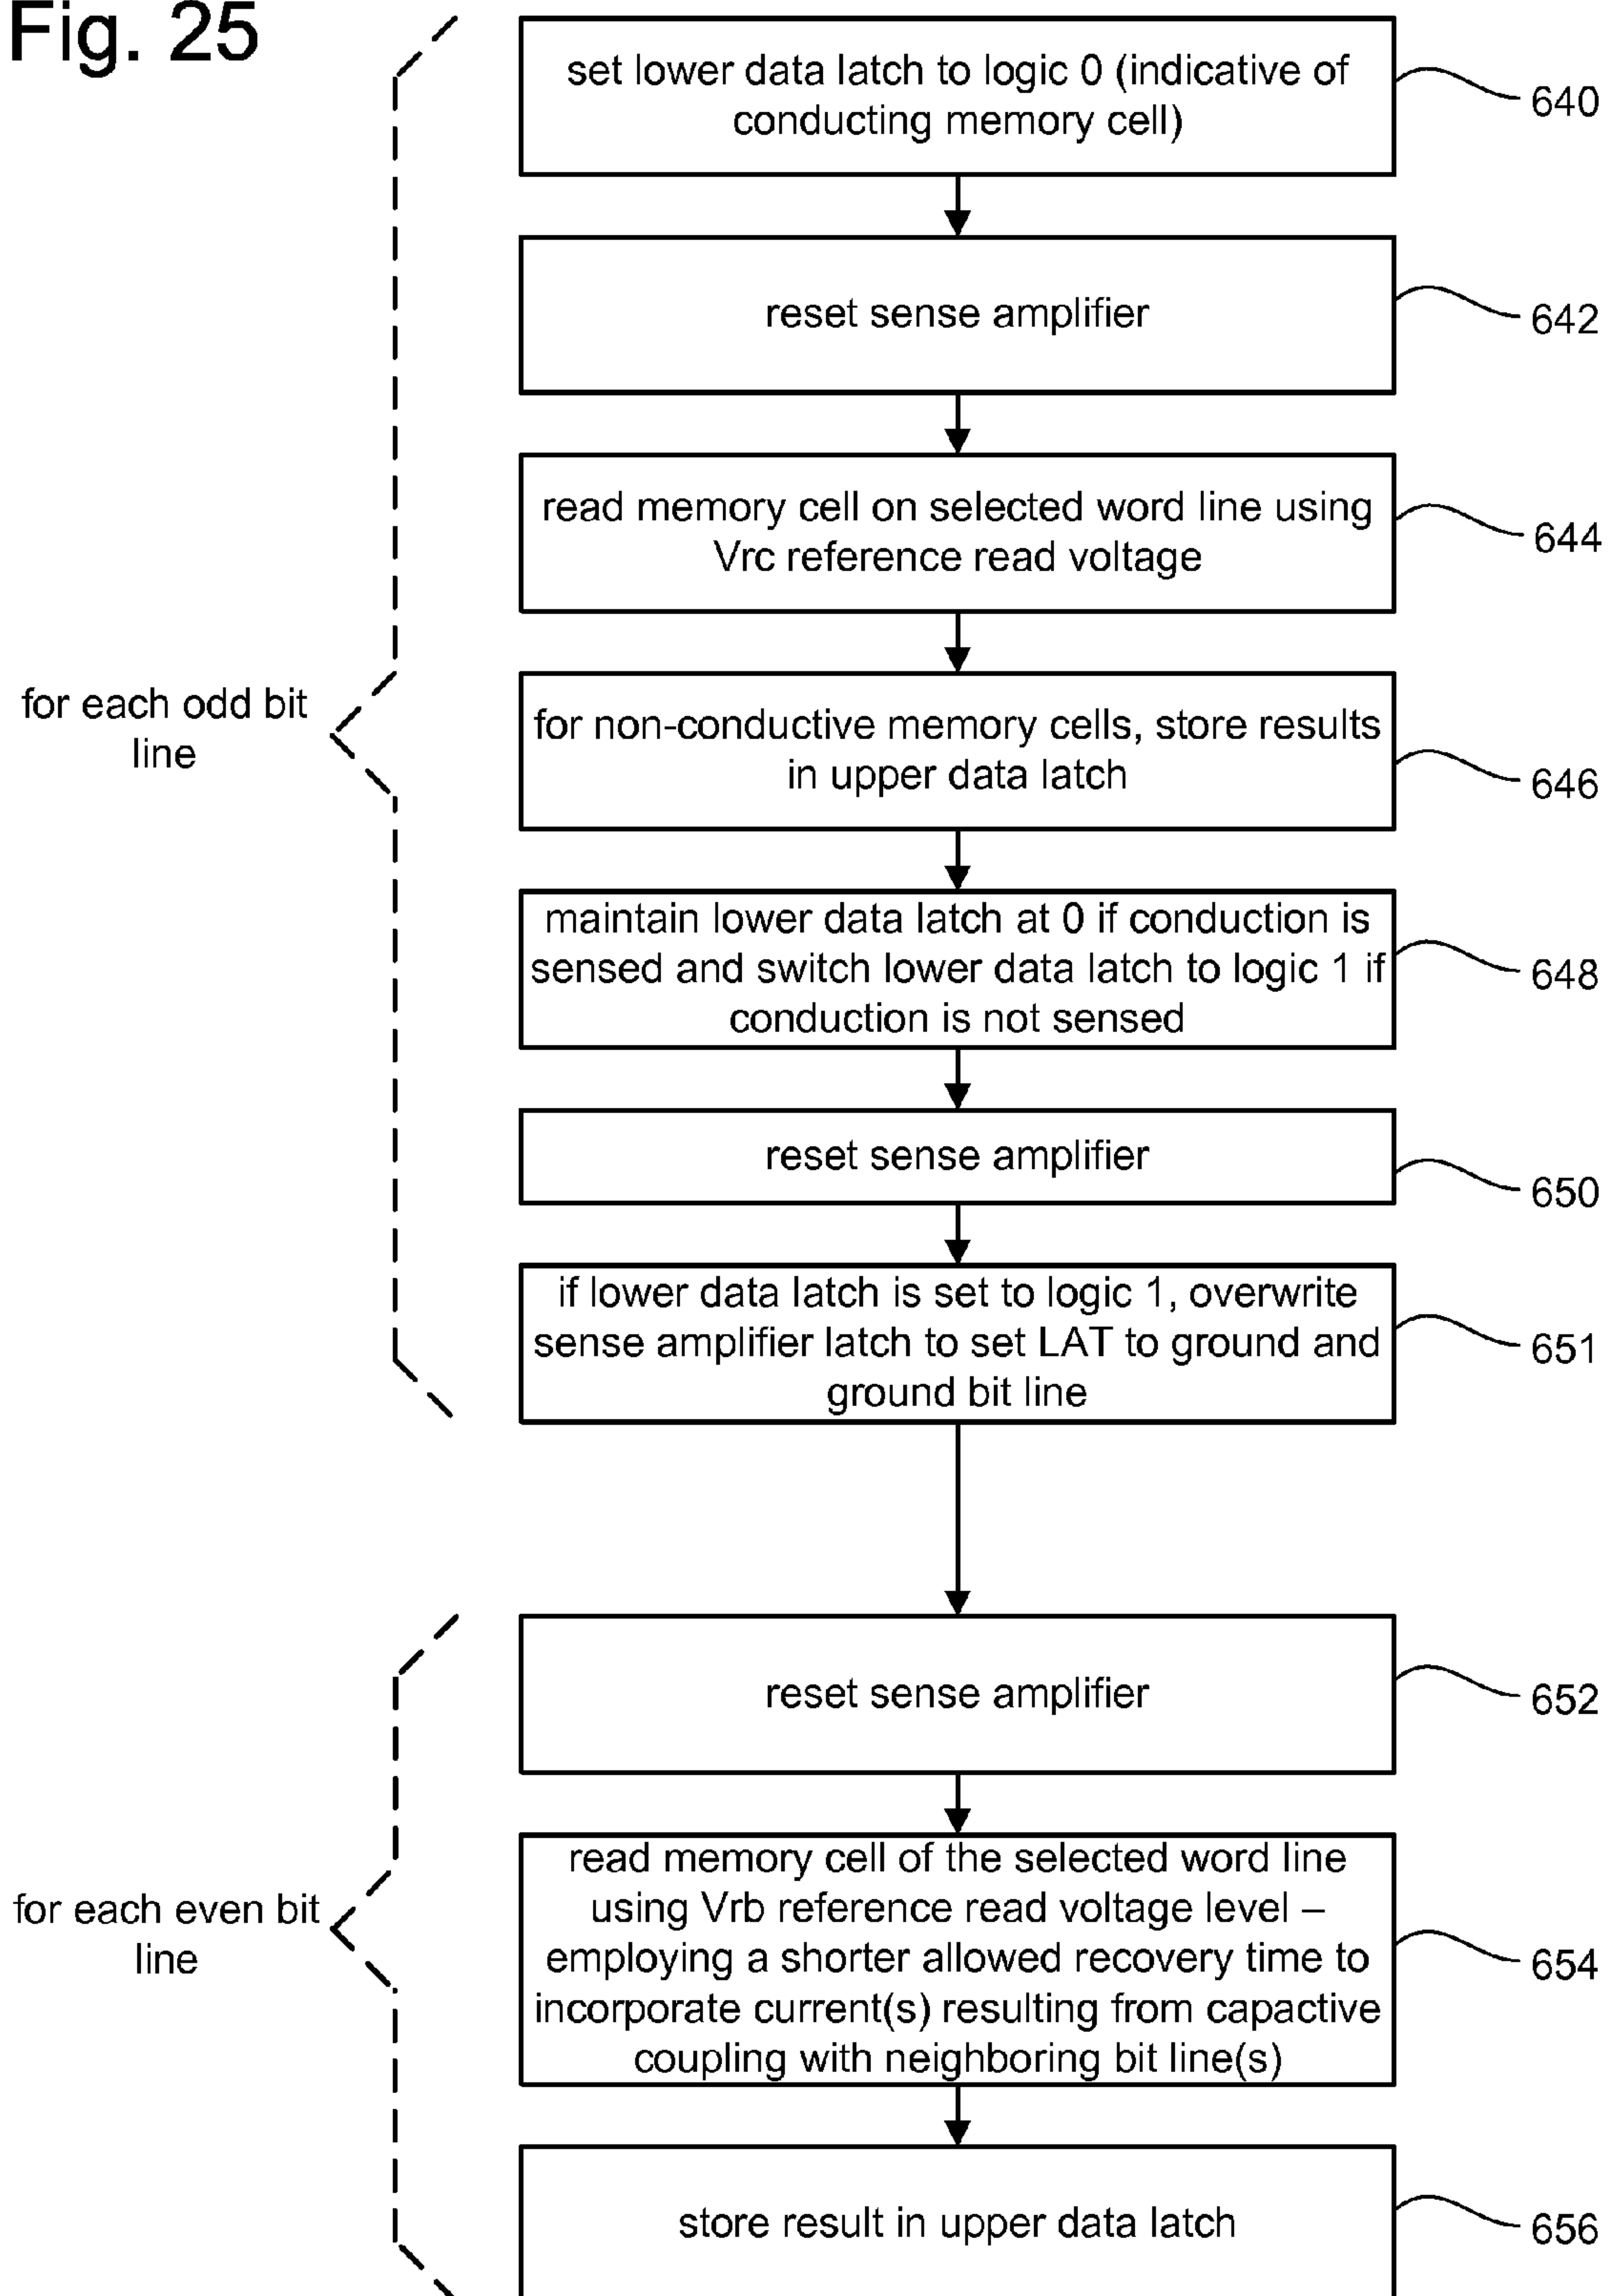 Fig. 25
set lower data latch to logic 0 (indicative of
conducting memory cell)
640
reset sense amplifier
642
read memory cell on selected word line using
Vrc reference read voltage
644
for each odd bit
line
for non-conductive memory cells, store results
in upper data latch
646
maintain lower data latch at 0 if conduction is
sensed and switch lower data latch to logic 1 if
conduction is not sensed
648
reset sense amplifier
650
if lower data latch is set to logic 1, overwrite
sense amplifier latch to set LAT to ground and
ground bit line
651
reset sense amplifier
652
for each even bit
line
read memory cell of the selected word line
using Vrb reference read voltage level –
employing a shorter allowed recovery time to
incorporate current(s) resulting from capactive
coupling with neighboring bit line(s)
654
store result in upper data latch
656